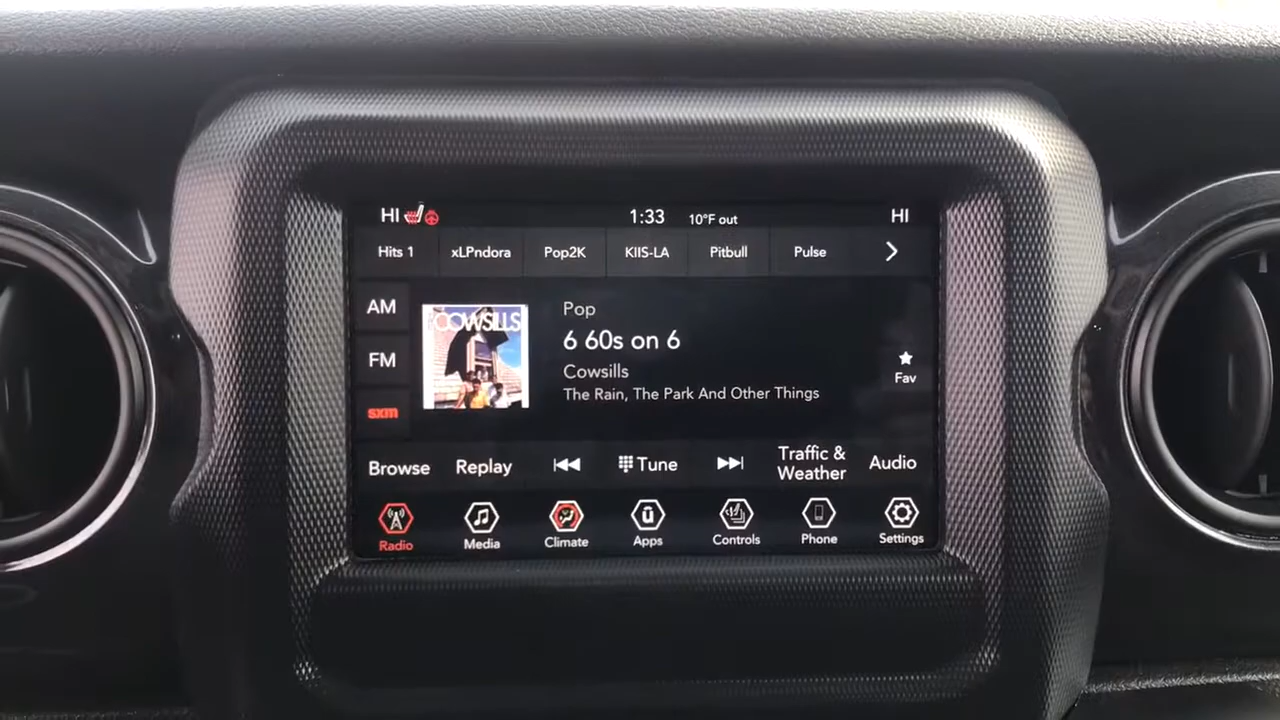 HI 1:33 10°F out HI
Hits 1 xLPndora Pop2K KIIS-LA Pitbull Pulse
AM
FM
sxm
COWSILLS
Pop
6 60s on 6
Cowsills
The Rain, The Park And Other Things
Fav
Browse Replay Tune Traffic & Weather Audio
Radio Media Climate Apps Controls Phone Settings